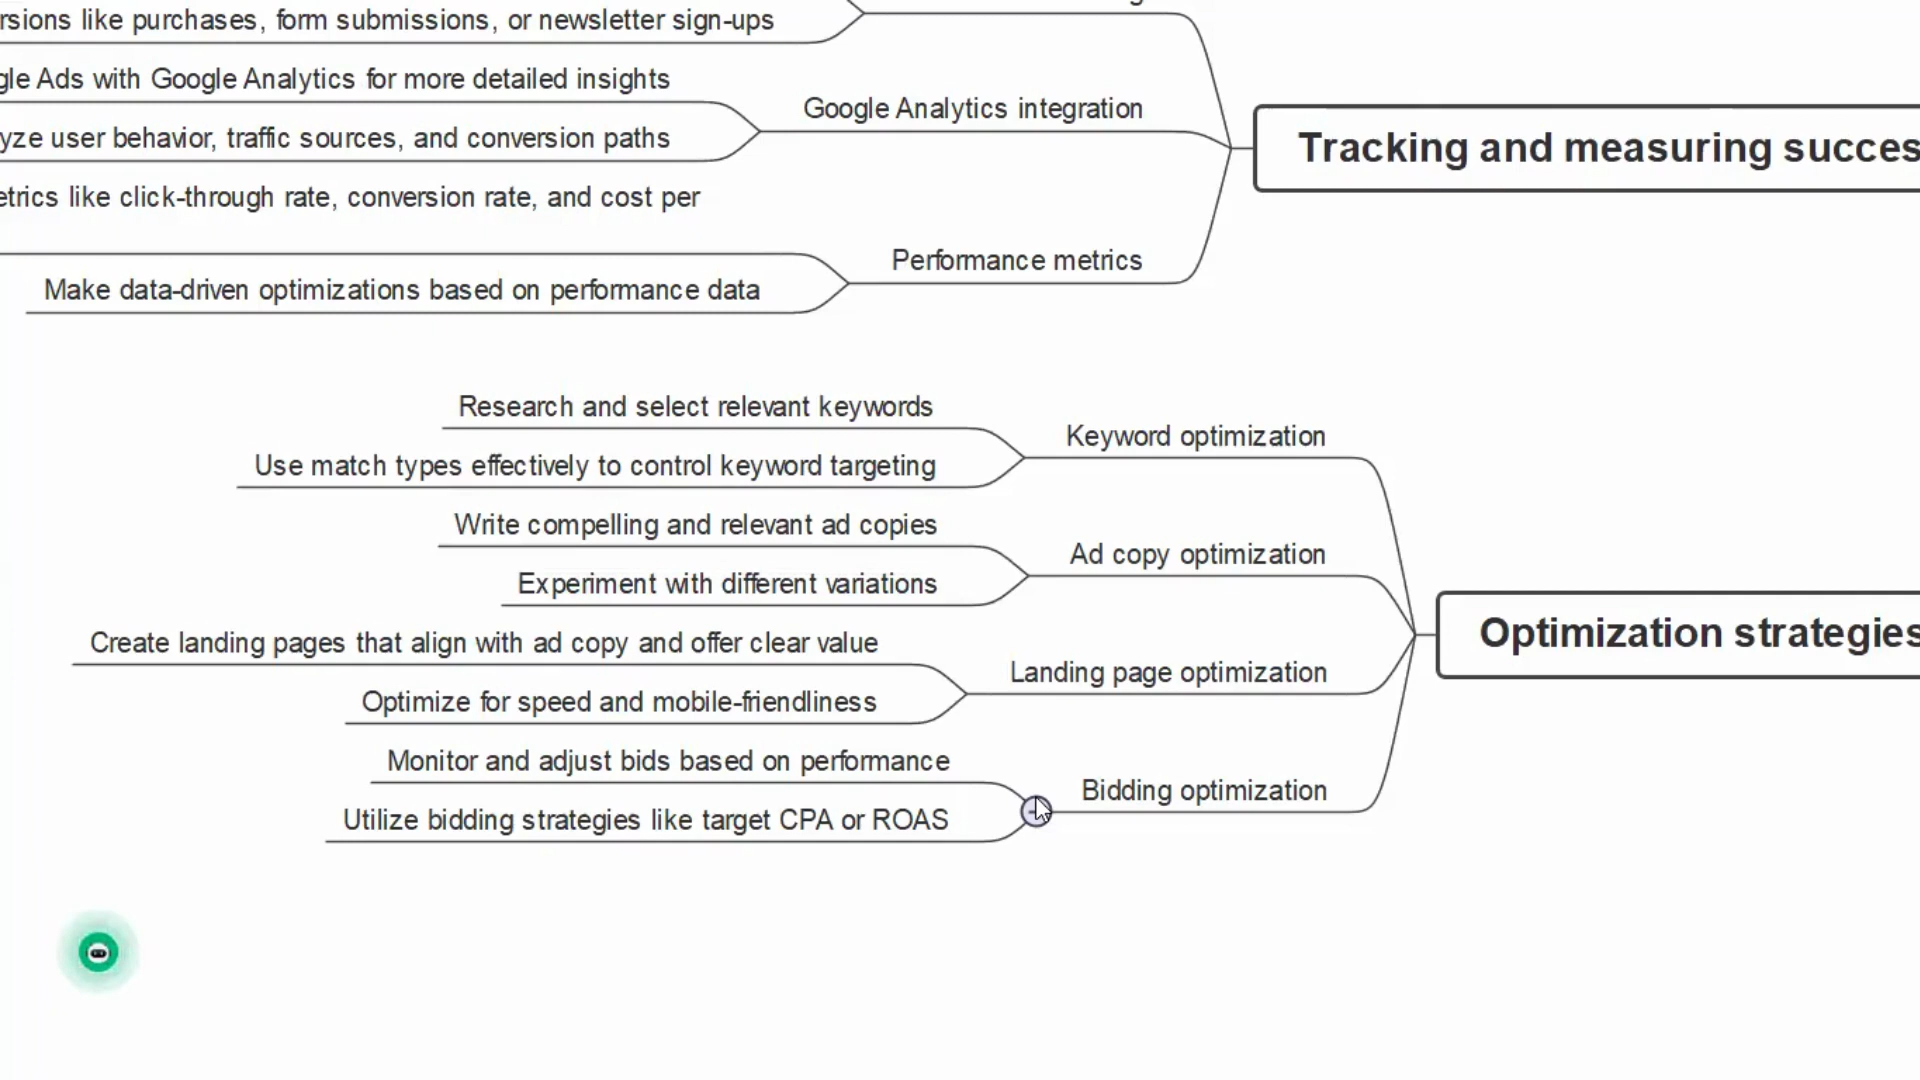 rsions like purchases, form submissions, or newsletter sign-ups
gle Ads with Google Analytics for more detailed insights
Google Analytics integration
yze user behavior, traffic sources, and conversion paths
Tracking and measuring succes
etrics like click-through rate, conversion rate, and cost per
Performance metrics
Make data-driven optimizations based on performance data
Research and select relevant keywords
Keyword optimization
Use match types effectively to control keyword targeting
Write compelling and relevant ad copies
Ad copy optimization
Experiment with different variations
Optimization strategies
Create landing pages that align with ad copy and offer clear value
Landing page optimization
Optimize for speed and mobile-friendliness
Monitor and adjust bids based on performance
Bidding optimization
Utilize bidding strategies like target CPA or ROAS